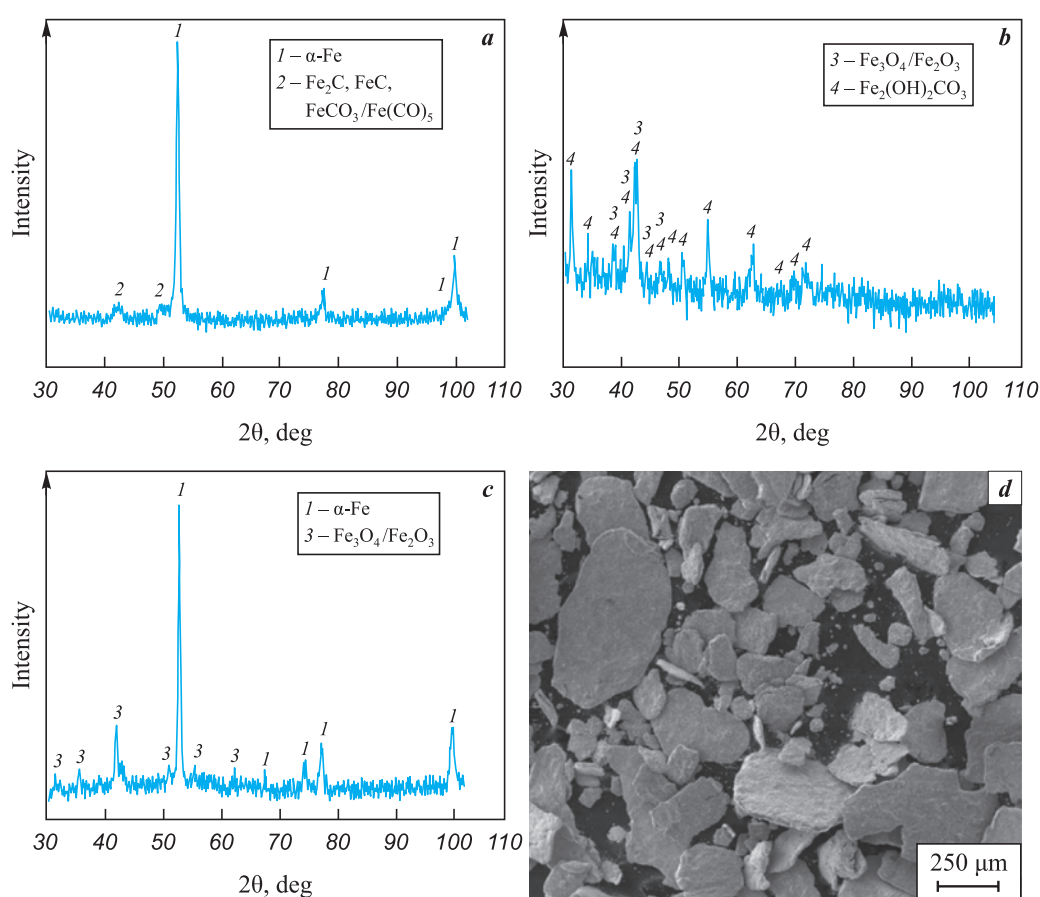 a
1 – α-Fe
2 – Fe₂C, FeC,
FeCO₃/Fe(CO)₅
Intensity
1
2
2
1
1
1
30 40 50 60 70 80 90 100 110
2θ, deg
b
3 – Fe₃O₄/Fe₂O₃
4 – Fe₂(OH)₂CO₃
Intensity
4
4
3
4
3
4
3
4
3
4
3
4
4
4
4
4
4
4
4
30 40 50 60 70 80 90 100 110
2θ, deg
c
1 – α-Fe
3 – Fe₃O₄/Fe₂O₃
Intensity
3
3
3
3
1
3
3
1
1
1
1
30 40 50 60 70 80 90 100 110
2θ, deg
d
250 μm